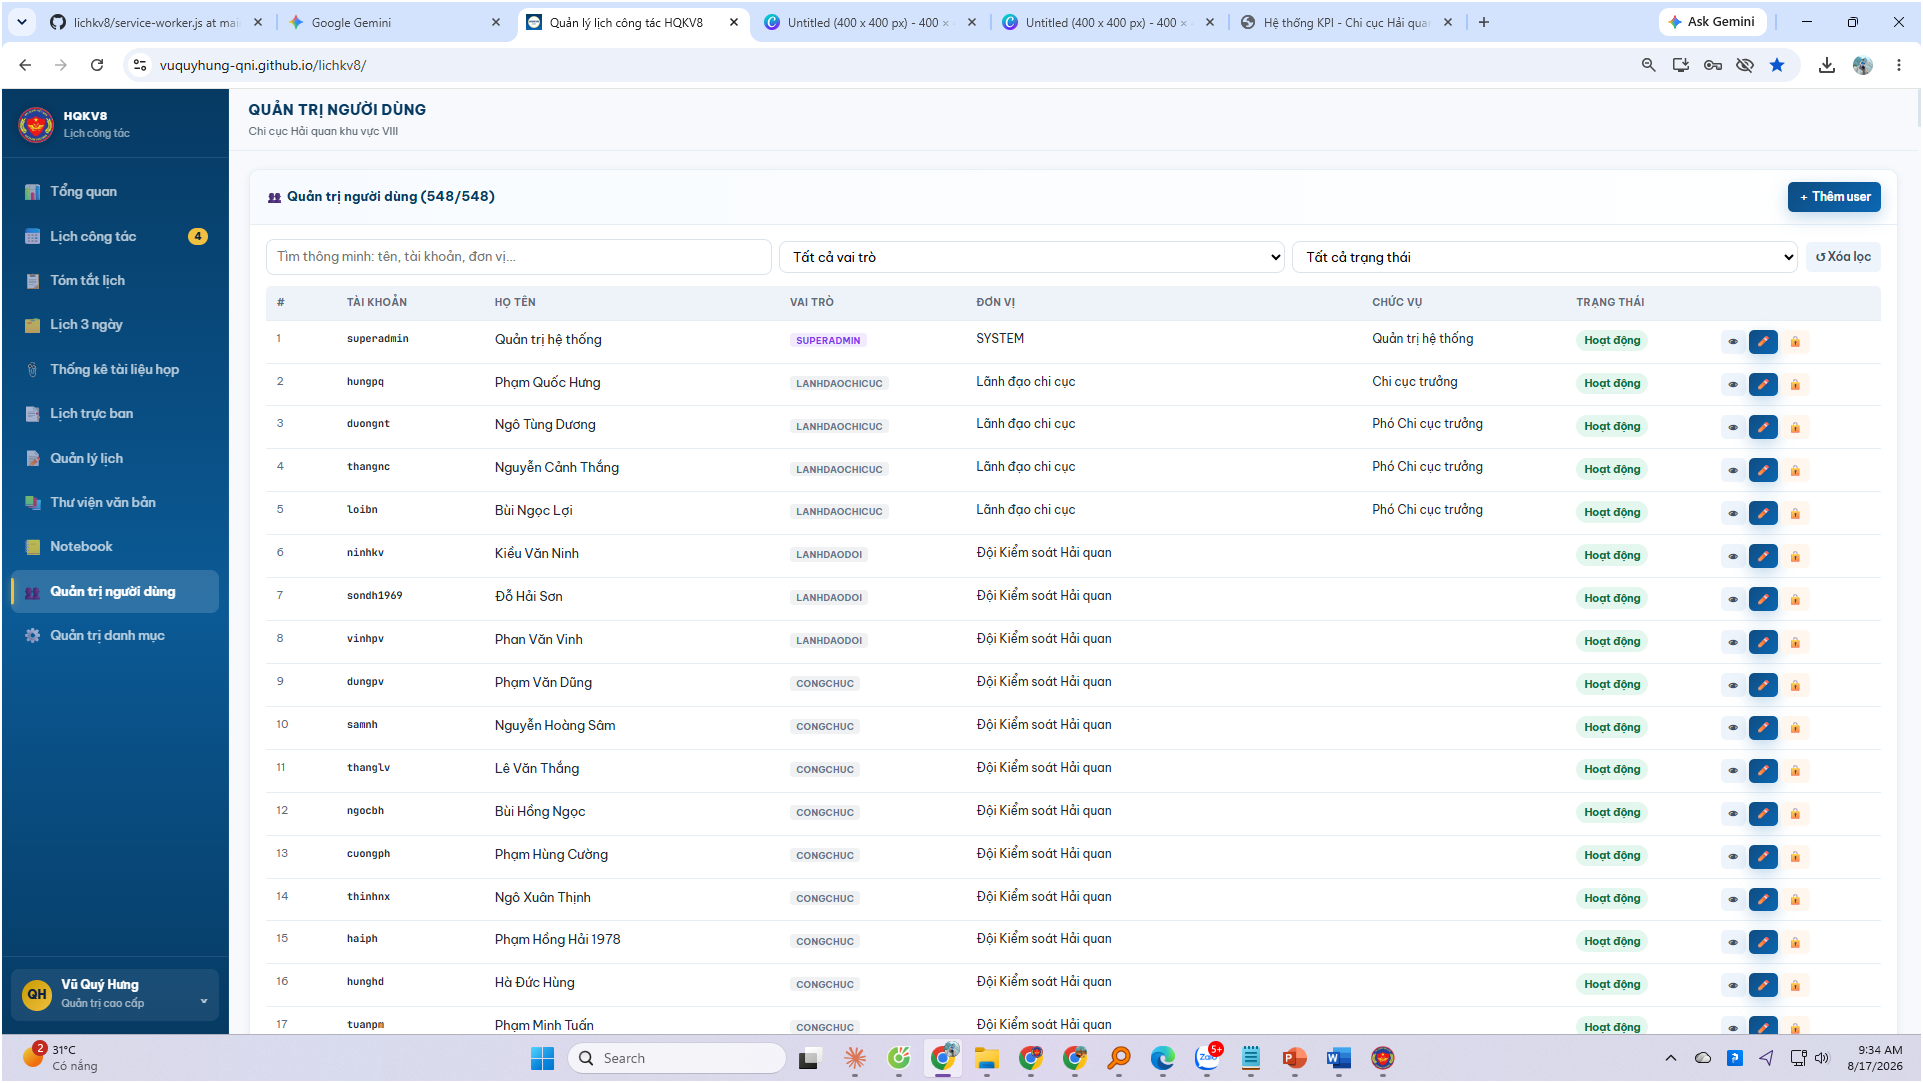 lichkv8/service-worker.js at mai
Google Gemini
Quản lý lịch công tác HQKV8
Untitled (400 x 400 px) - 400 ×
Untitled (400 x 400 px) - 400 ×
Hệ thống KPI - Chi cục Hải qua
Ask Gemini
vuquyhung-qni.github.io/lichkv8/
HQKV8
Lịch công tác
Tổng quan
Lịch công tác
4
Tóm tắt lịch
Lịch 3 ngày
Thống kê tài liệu họp
Lịch trực ban
Quản lý lịch
Thư viện văn bản
Notebook
Quản trị người dùng
Quản trị danh mục
QH
Vũ Quý Hưng
Quản trị cao cấp
QUẢN TRỊ NGƯỜI DÙNG
Chi cục Hải quan khu vực VIII
Quản trị người dùng (548/548)
+ Thêm user
Tìm thông minh: tên, tài khoản, đơn vị...
Tất cả vai trò
Tất cả trạng thái
↺ Xóa lọc
# TÀI KHOẢN HỌ TÊN VAI TRÒ ĐƠN VỊ CHỨC VỤ TRẠNG THÁI
1 superadmin Quản trị hệ thống SUPERADMIN SYSTEM Quản trị hệ thống Hoạt động
2 hungpq Phạm Quốc Hưng LANHDAOCHICUC Lãnh đạo chi cục Chi cục trưởng Hoạt động
3 duongnt Ngô Tùng Dương LANHDAOCHICUC Lãnh đạo chi cục Phó Chi cục trưởng Hoạt động
4 thangnc Nguyễn Cảnh Thắng LANHDAOCHICUC Lãnh đạo chi cục Phó Chi cục trưởng Hoạt động
5 loibn Bùi Ngọc Lợi LANHDAOCHICUC Lãnh đạo chi cục Phó Chi cục trưởng Hoạt động
6 ninhkv Kiều Văn Ninh LANHDAODOI Đội Kiểm soát Hải quan Hoạt động
7 sondh1969 Đỗ Hải Sơn LANHDAODOI Đội Kiểm soát Hải quan Hoạt động
8 vinhpv Phan Văn Vinh LANHDAODOI Đội Kiểm soát Hải quan Hoạt động
9 dungpv Phạm Văn Dũng CONGCHUC Đội Kiểm soát Hải quan Hoạt động
10 samnh Nguyễn Hoàng Sâm CONGCHUC Đội Kiểm soát Hải quan Hoạt động
11 thanglv Lê Văn Thắng CONGCHUC Đội Kiểm soát Hải quan Hoạt động
12 ngocbh Bùi Hồng Ngọc CONGCHUC Đội Kiểm soát Hải quan Hoạt động
13 cuongph Phạm Hùng Cường CONGCHUC Đội Kiểm soát Hải quan Hoạt động
14 thinhnx Ngô Xuân Thịnh CONGCHUC Đội Kiểm soát Hải quan Hoạt động
15 haiph Phạm Hồng Hải 1978 CONGCHUC Đội Kiểm soát Hải quan Hoạt động
16 hunghd Hà Đức Hùng CONGCHUC Đội Kiểm soát Hải quan Hoạt động
17 tuanpm Phạm Minh Tuấn CONGCHUC Đội Kiểm soát Hải quan Hoạt động
2
31°C
Có nắng
Search
Zalo
5+
9:34 AM
8/17/2026